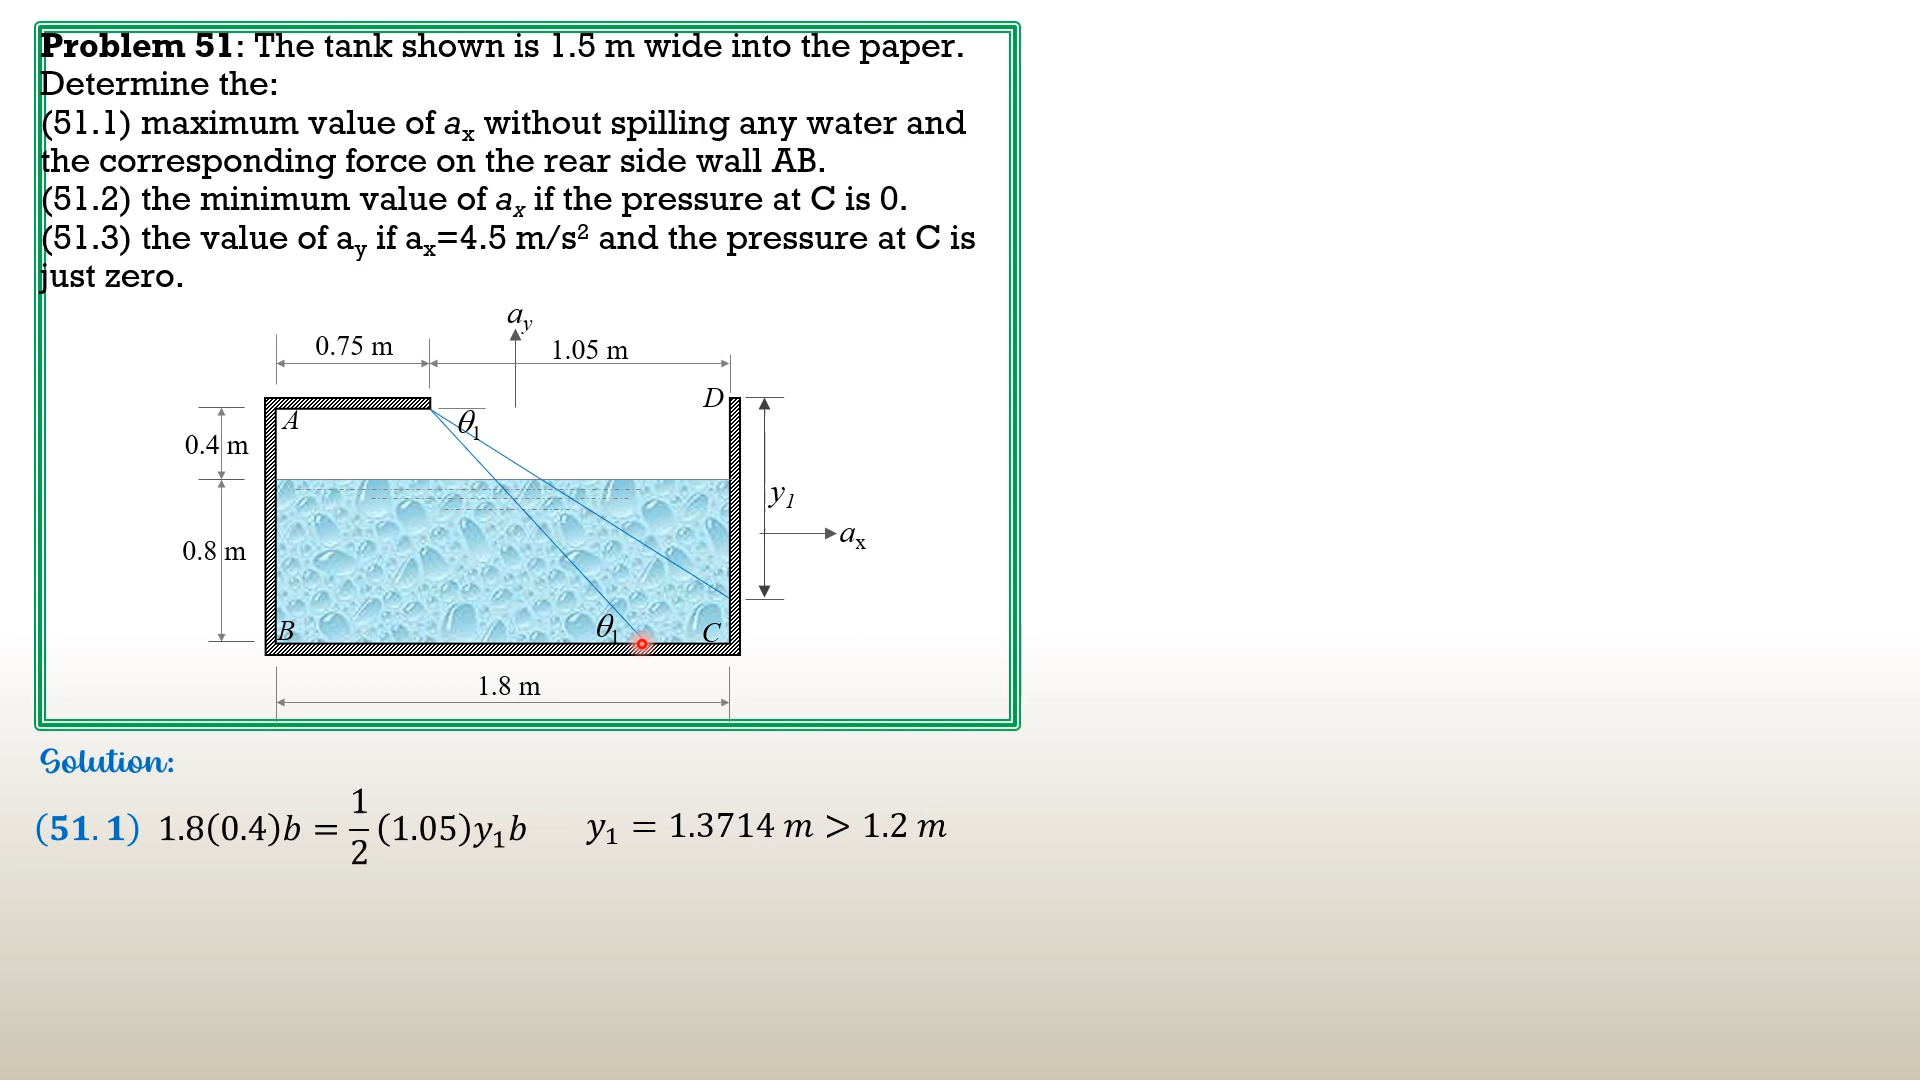 Problem 51: The tank shown is 1.5 m wide into the paper.
Determine the:
(51.1) maximum value of aₓ without spilling any water and
the corresponding force on the rear side wall AB.
(51.2) the minimum value of aₓ if the pressure at C is 0.
(51.3) the value of a_y if aₓ=4.5 m/s² and the pressure at C is
just zero.
a_y
0.75 m
1.05 m
D
A
θ₁
0.4 m
y₁
aₓ
0.8 m
B
θ₁
C
1.8 m
Solution:
(51.1) 1.8(0.4)b = 1/2 (1.05)y₁b y₁ = 1.3714 m > 1.2 m